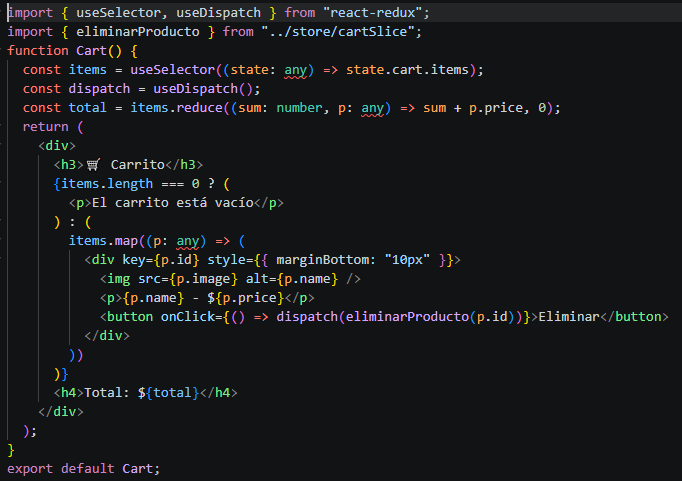 import { useSelector, useDispatch } from "react-redux";
import { eliminarProducto } from "../store/cartSlice";
function Cart() {
  const items = useSelector((state: any) => state.cart.items);
  const dispatch = useDispatch();
  const total = items.reduce((sum: number, p: any) => sum + p.price, 0);
  return (
    <div>
      <h3>🛒 Carrito</h3>
      {items.length === 0 ? (
        <p>El carrito está vacío</p>
      ) : (
        items.map((p: any) => (
          <div key={p.id} style={{ marginBottom: "10px" }}>
            <img src={p.image} alt={p.name} />
            <p>{p.name} - ${p.price}</p>
            <button onClick={() => dispatch(eliminarProducto(p.id))}>Eliminar</button>
          </div>
        ))
      )}
      <h4>Total: ${total}</h4>
    </div>
  );
}
export default Cart;